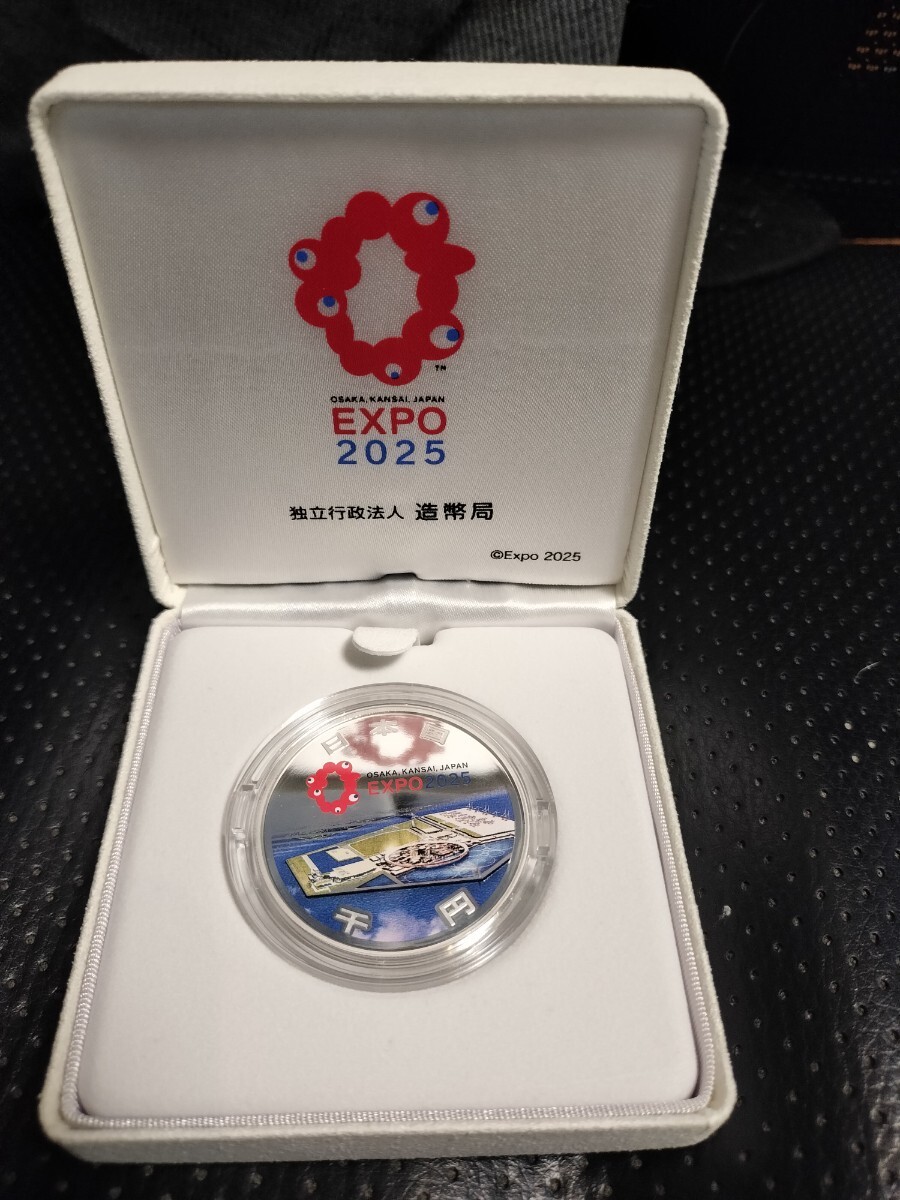 TM
OSAKA, KANSAI, JAPAN
EXPO
2025
独立行政法人 造幣局
©Expo 2025
日本国
OSAKA, KANSAI, JAPAN
EXPO2025
千円